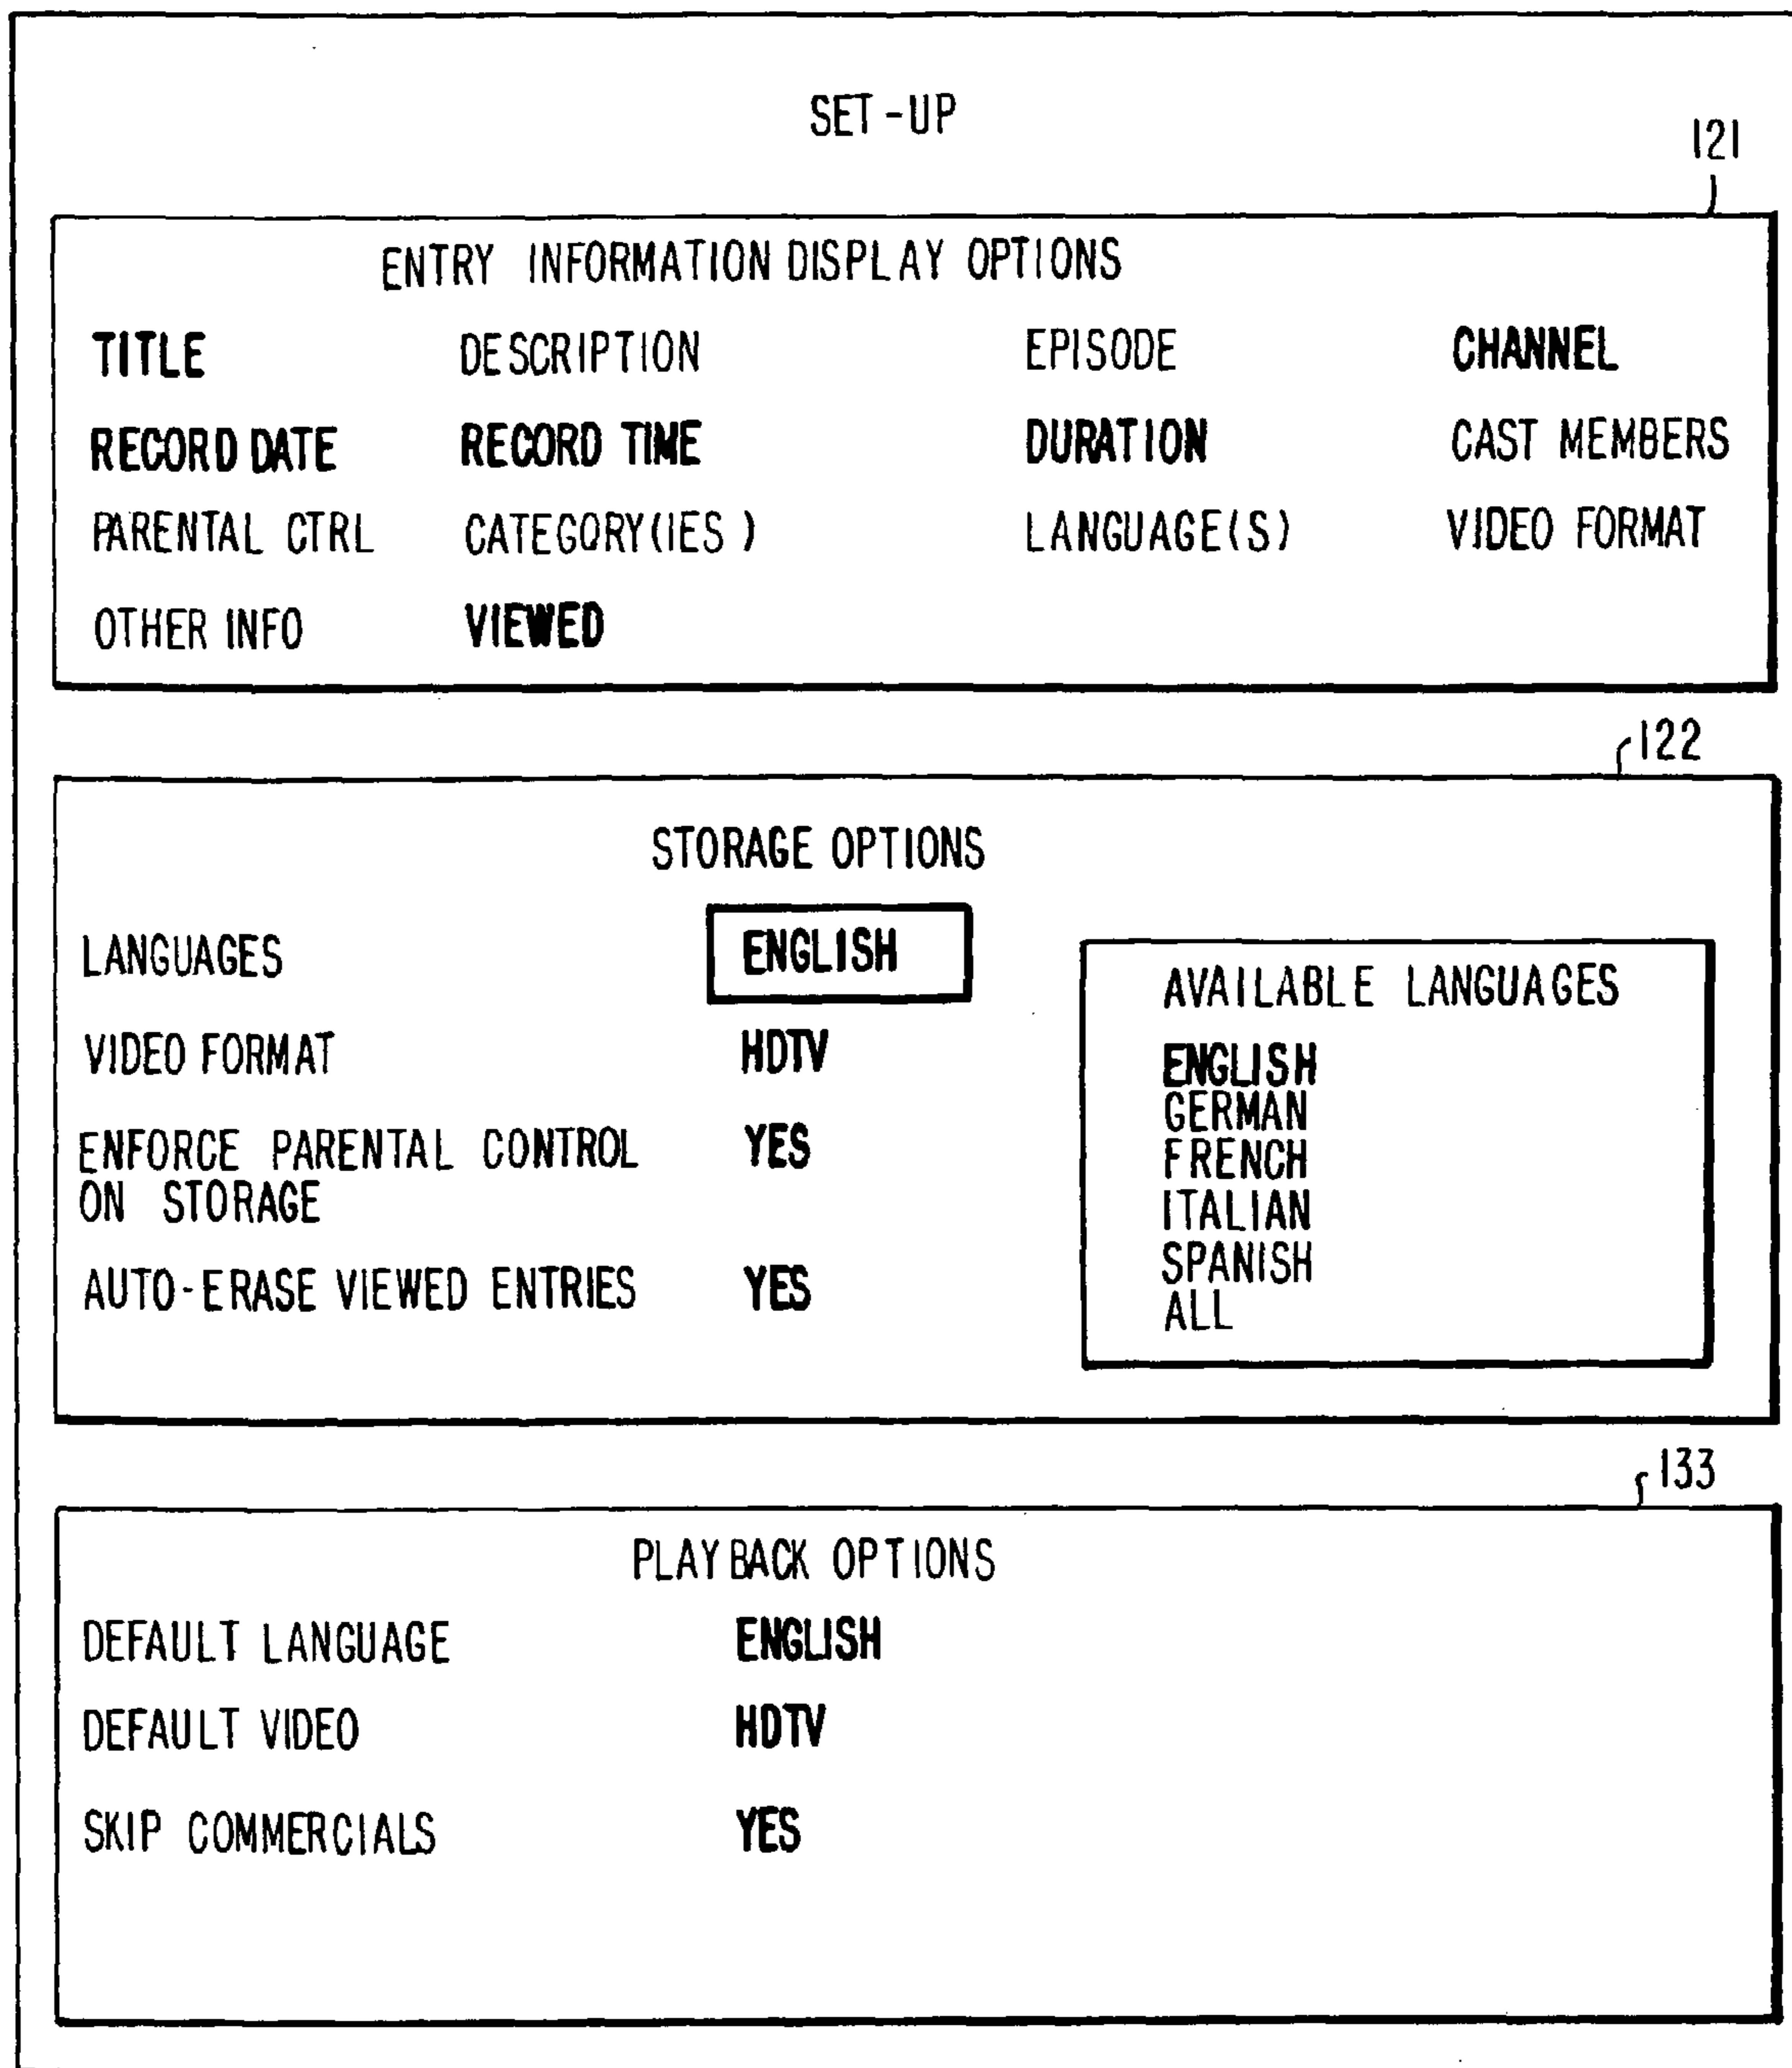 SET-UP
121
ENTRY INFORMATION DISPLAY OPTIONS
TITLE DESCRIPTION EPISODE CHANNEL
RECORD DATE RECORD TIME DURATION CAST MEMBERS
PARENTAL CTRL CATEGORY(IES) LANGUAGE(S) VIDEO FORMAT
OTHER INFO VIEWED
122
STORAGE OPTIONS
LANGUAGES ENGLISH
VIDEO FORMAT HDTV
ENFORCE PARENTAL CONTROL YES
ON STORAGE
AUTO-ERASE VIEWED ENTRIES YES
AVAILABLE LANGUAGES
ENGLISH
GERMAN
FRENCH
ITALIAN
SPANISH
ALL
133
PLAYBACK OPTIONS
DEFAULT LANGUAGE ENGLISH
DEFAULT VIDEO HDTV
SKIP COMMERCIALS YES